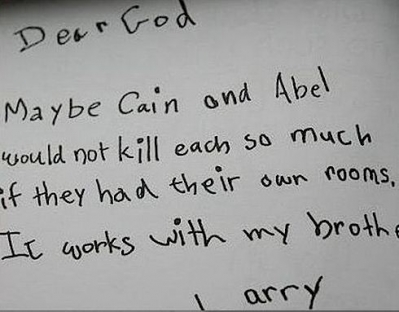 Dear God
Maybe Cain and Abel
would not kill each so much
if they had their own rooms.
It works with my brothe
Larry